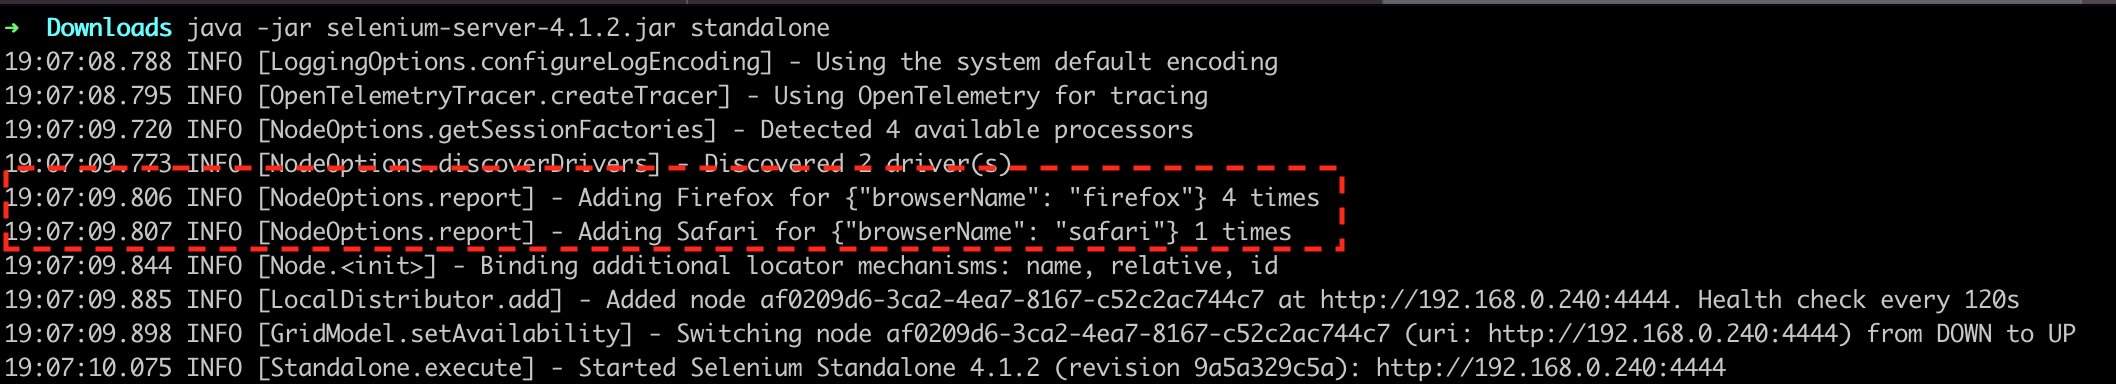 ➜  Downloads java -jar selenium-server-4.1.2.jar standalone
19:07:08.788 INFO [LoggingOptions.configureLogEncoding] - Using the system default encoding
19:07:08.795 INFO [OpenTelemetryTracer.createTracer] - Using OpenTelemetry for tracing
19:07:09.720 INFO [NodeOptions.getSessionFactories] - Detected 4 available processors
19:07:09.773 INFO [NodeOptions.discoverDrivers] - Discovered 2 driver(s)
19:07:09.806 INFO [NodeOptions.report] - Adding Firefox for {"browserName": "firefox"} 4 times
19:07:09.807 INFO [NodeOptions.report] - Adding Safari for {"browserName": "safari"} 1 times
19:07:09.844 INFO [Node.<init>] - Binding additional locator mechanisms: name, relative, id
19:07:09.885 INFO [LocalDistributor.add] - Added node af0209d6-3ca2-4ea7-8167-c52c2ac744c7 at http://192.168.0.240:4444. Health check every 120s
19:07:09.898 INFO [GridModel.setAvailability] - Switching node af0209d6-3ca2-4ea7-8167-c52c2ac744c7 (uri: http://192.168.0.240:4444) from DOWN to UP
19:07:10.075 INFO [Standalone.execute] - Started Selenium Standalone 4.1.2 (revision 9a5a329c5a): http://192.168.0.240:4444